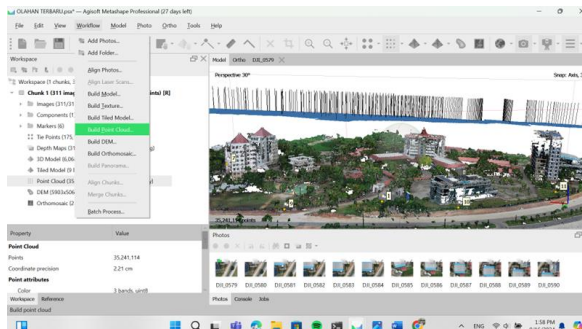 OLAHAN TERBARU.psx* — Agisoft Metashape Professional (27 days left)
File Edit View Workflow Model Photo Ortho Tools Help
Workspace
Workspace (1 chunks,
Chunk 1 (311 imag
[R]
Images (311/31
Components (1
Markers (6)
Tie Points (175,
Depth Maps (31
3D Model (6,06
Tiled Model (9 l
Point Cloud (35
DEM (5903x506
Orthomosaic (2
Add Photos...
Add Folder...
Align Photos...
Align Laser Scans...
Build Model...
Build Texture...
Build Tiled Model...
Build Point Cloud...
Build DEM...
Build Orthomosaic...
Build Panorama...
Align Chunks...
Merge Chunks...
Batch Process...
Model Ortho DJI_0579
Perspective 30°
Snap: Axis, 3
35,241,114 points
Property Value
Point Cloud
Points 35,241,114
Coordinate precision 2.21 cm
Point attributes
Color 3 bands, uint8
Workspace Reference
Photos
DJI_0579 DJI_0580 DJI_0581 DJI_0582 DJI_0583 DJI_0584 DJI_0585 DJI_0586 DJI_0587 DJI_0588 DJI_0589 DJI_0590
Photos Console Jobs
Build point cloud
ENG
1:58 PM